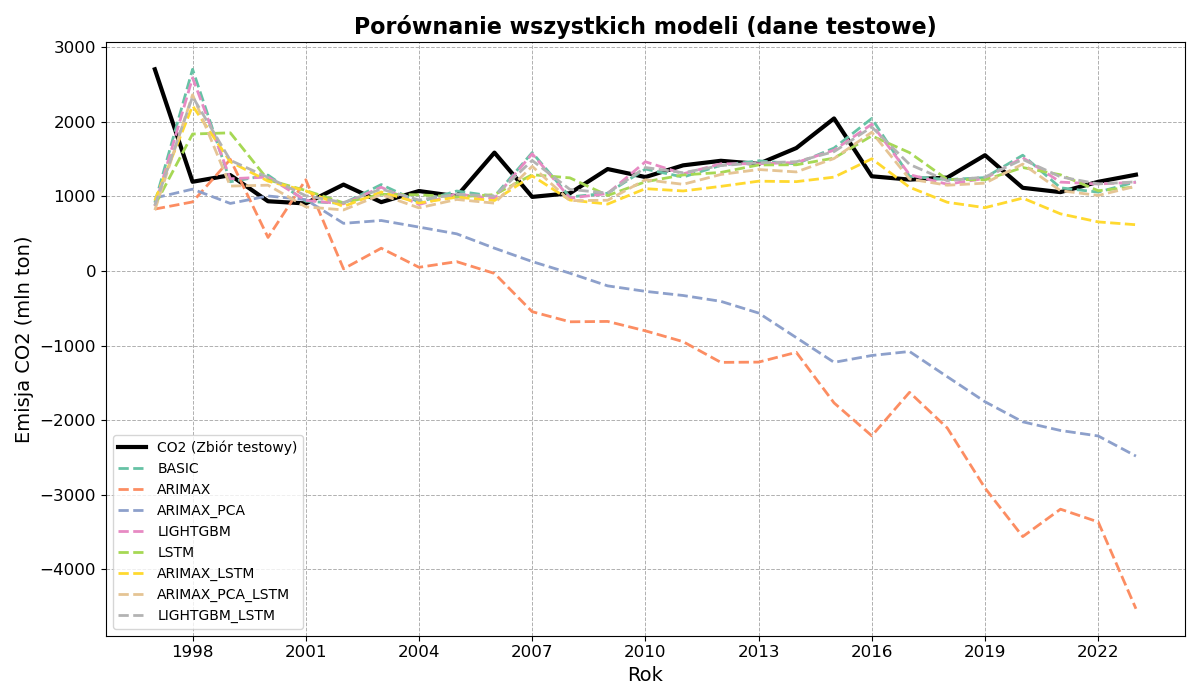 Porównanie wszystkich modeli (dane testowe)
Emisja CO2 (mln ton)
3000
2000
1000
0
−1000
−2000
−3000
−4000
CO2 (Zbiór testowy)
BASIC
ARIMAX
ARIMAX_PCA
LIGHTGBM
LSTM
ARIMAX_LSTM
ARIMAX_PCA_LSTM
LIGHTGBM_LSTM
1998 2001 2004 2007 2010 2013 2016 2019 2022
Rok